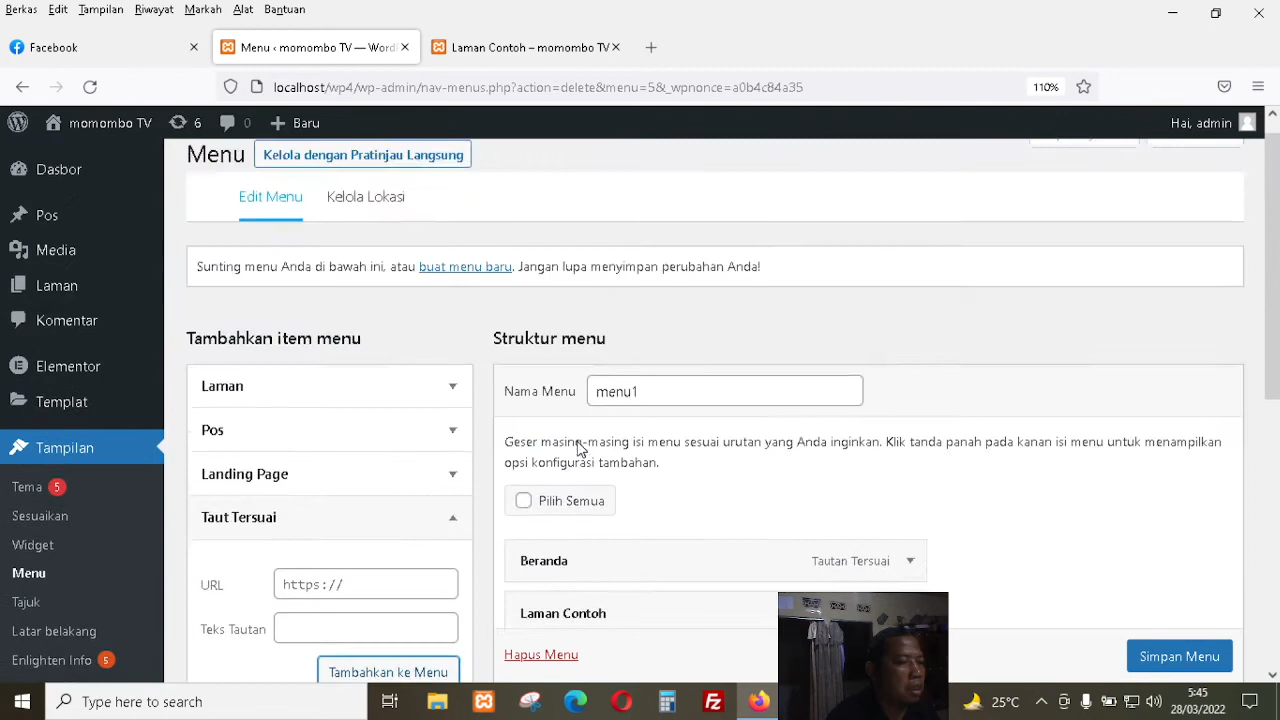 Berkas Edit Tampilan Riwayat Markah Alat Bantuan
Facebook
Menu ‹ momombo TV — Word
Laman Contoh – momombo TV
localhost/wp4/wp-admin/nav-menus.php?action=delete&menu=5&_wpnonce=a0b4c84a35
110%
momombo TV 6 0 Baru
Hai, admin
Dasbor
Pos
Media
Laman
Komentar
Elementor
Templat
Tampilan
Tema 5
Sesuaikan
Widget
Menu
Tajuk
Latar belakang
Enlighten Info 5
Menu Kelola dengan Pratinjau Langsung
Edit Menu Kelola Lokasi
Sunting menu Anda di bawah ini, atau buat menu baru. Jangan lupa menyimpan perubahan Anda!
Tambahkan item menu
Laman
Pos
Landing Page
Taut Tersuai
URL https://
Teks Tautan
Tambahkan ke Menu
Struktur menu
Nama Menu menu1
Geser masing-masing isi menu sesuai urutan yang Anda inginkan. Klik tanda panah pada kanan isi menu untuk menampilkan
opsi konfigurasi tambahan.
Pilih Semua
Beranda Tautan Tersuai
Laman Contoh
Hapus Menu
Simpan Menu
Type here to search
25°C
5:45
28/03/2022